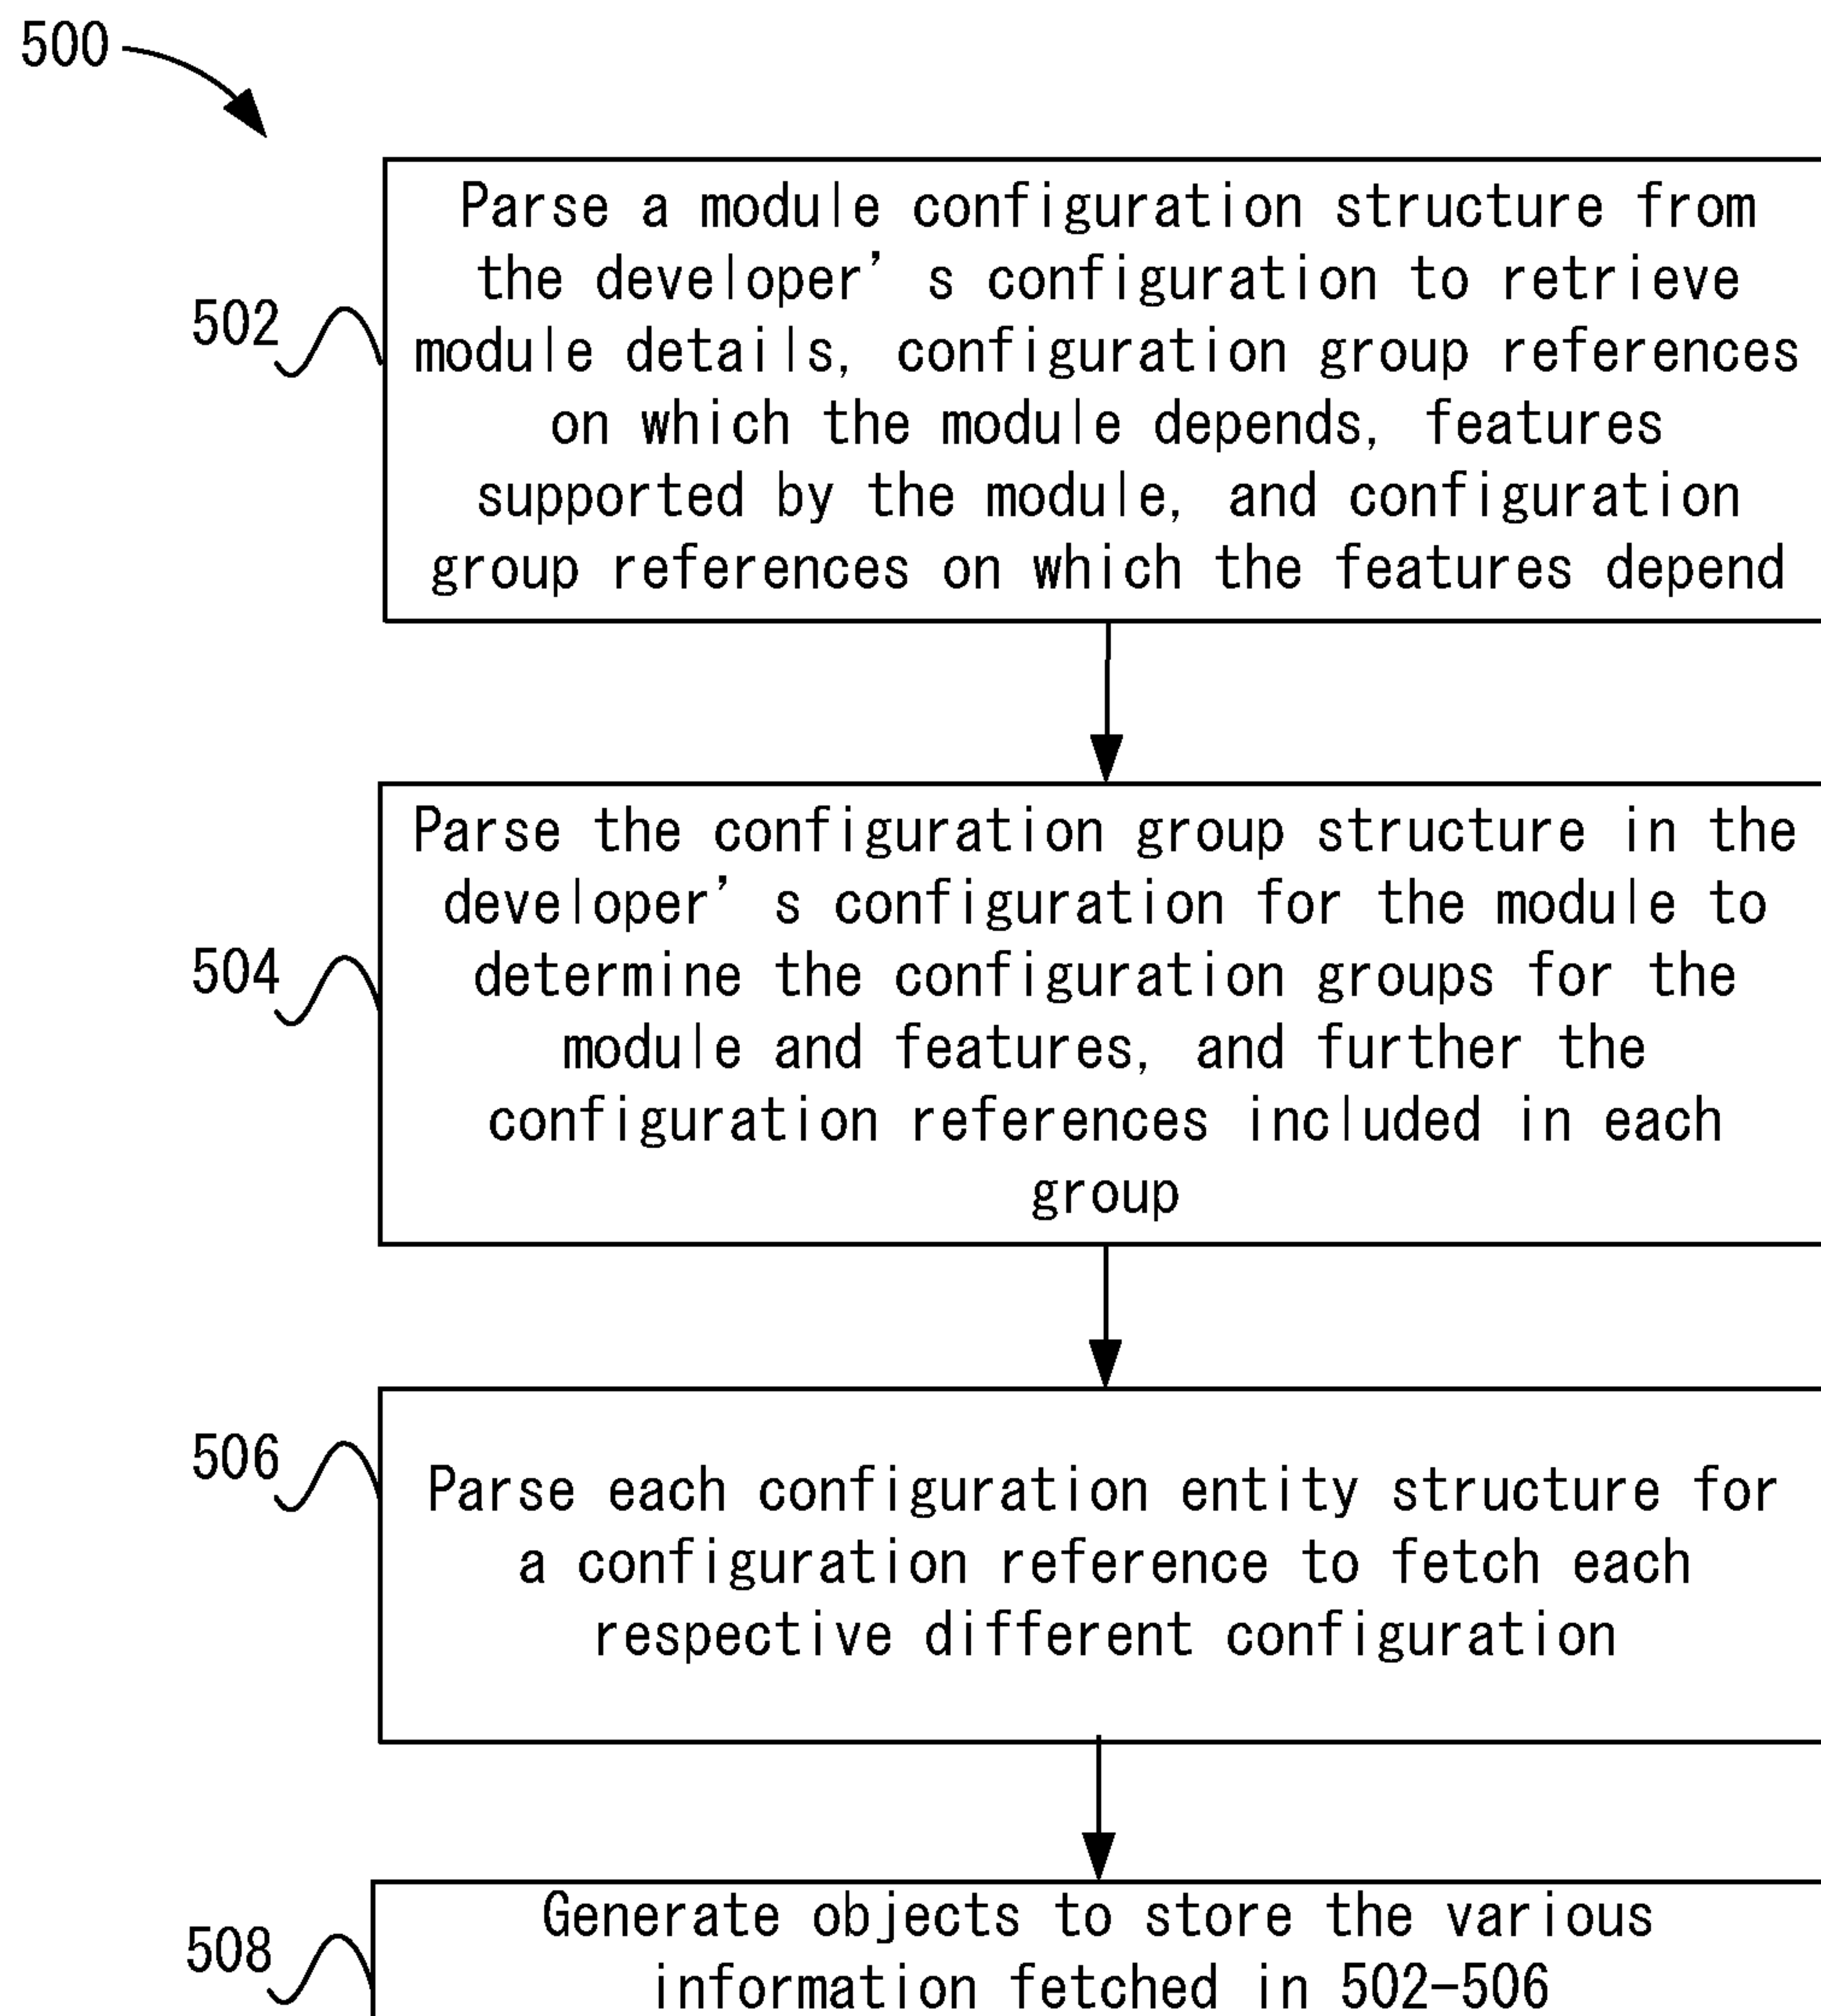 500
502
Parse a module configuration structure from
the developer's configuration to retrieve
module details, configuration group references
on which the module depends, features
supported by the module, and configuration
group references on which the features depend
504
Parse the configuration group structure in the
developer's configuration for the module to
determine the configuration groups for the
module and features, and further the
configuration references included in each
group
506
Parse each configuration entity structure for
a configuration reference to fetch each
respective different configuration
508
Generate objects to store the various
information fetched in 502-506